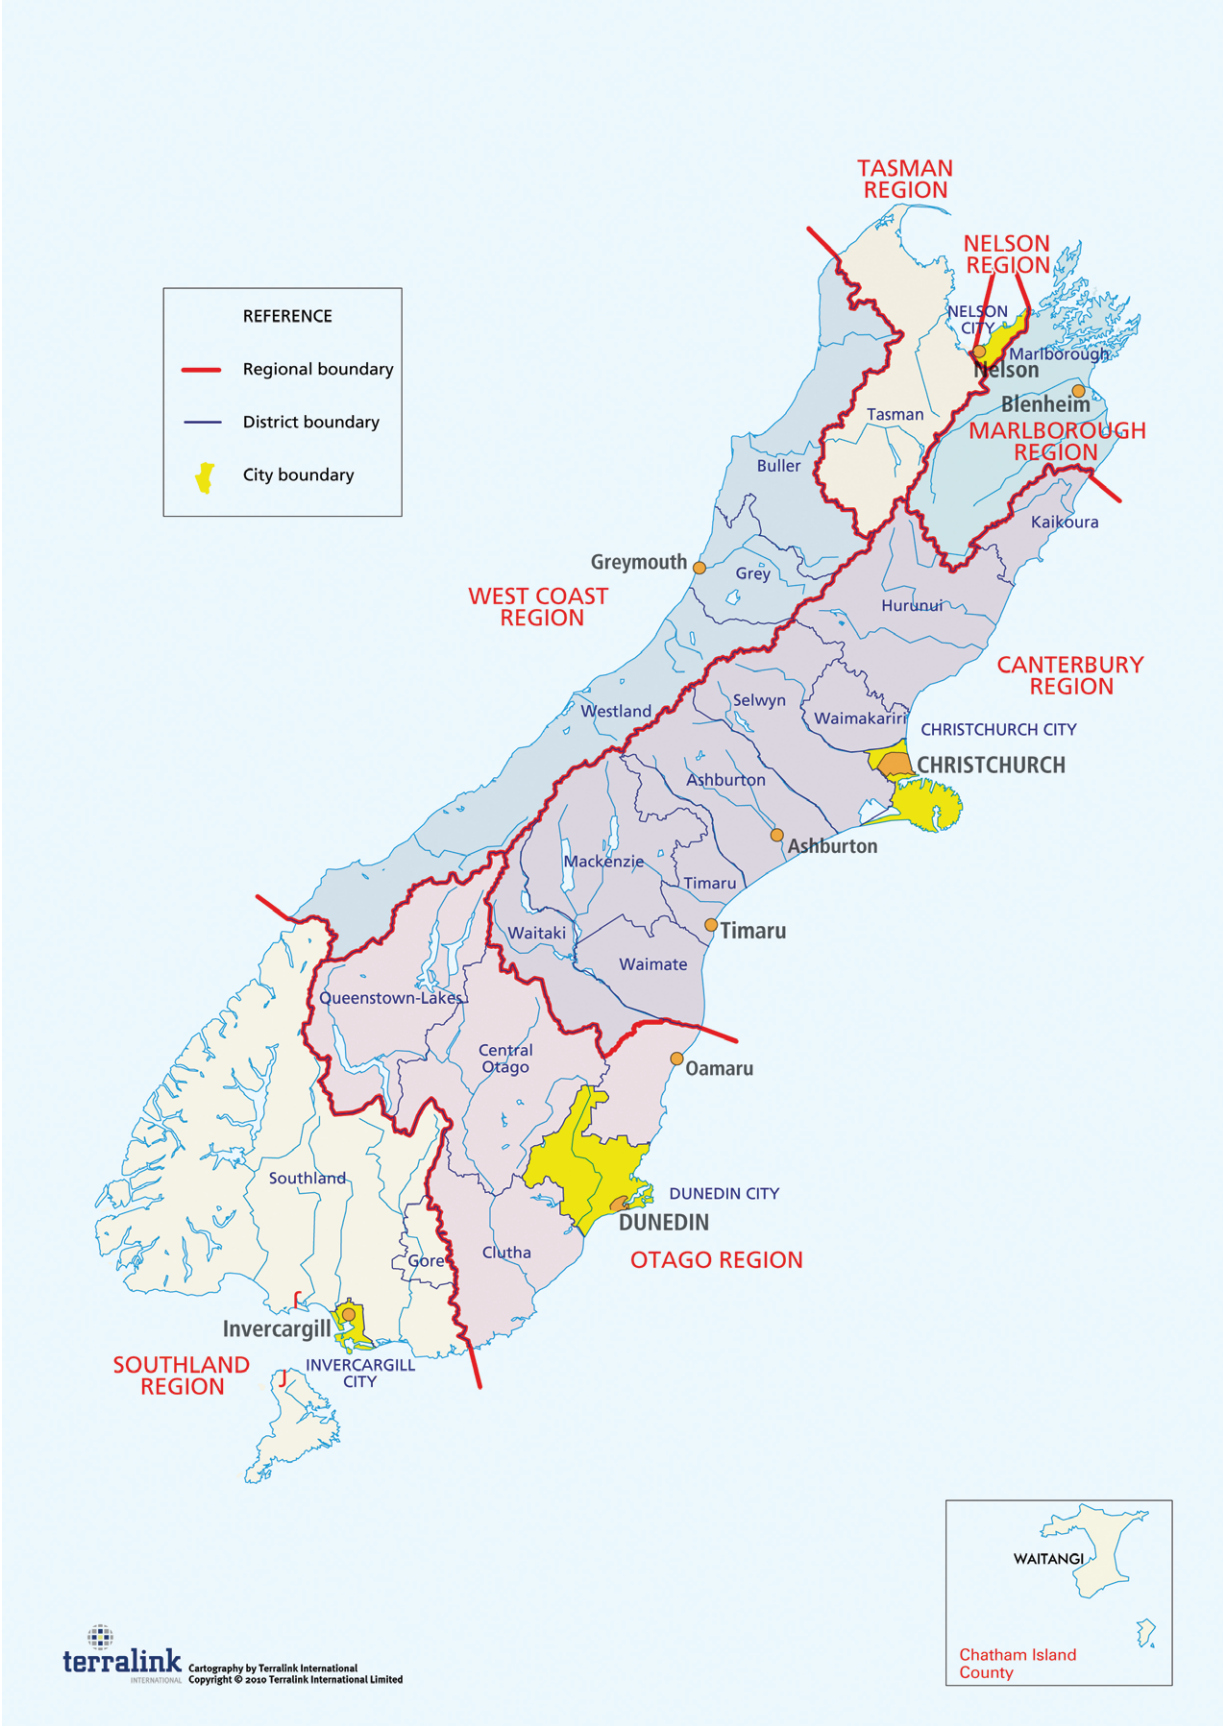 TASMAN
REGION
NELSON
REGION
REFERENCE
Regional boundary
District boundary
City boundary
NELSON
CITY
Marlborough
Nelson
Blenheim
MARLBOROUGH
REGION
Tasman
Buller
Kaikoura
Greymouth
Grey
WEST COAST
REGION
Hurunui
CANTERBURY
REGION
Selwyn
Westland
Waimakariri
CHRISTCHURCH CITY
CHRISTCHURCH
Ashburton
Ashburton
Mackenzie
Timaru
Timaru
Waitaki
Waimate
Queenstown-Lakes
Central
Otago
Oamaru
Southland
DUNEDIN CITY
DUNEDIN
Clutha
OTAGO REGION
Gore
Invercargill
SOUTHLAND
REGION
INVERCARGILL
CITY
WAITANGI
Chatham Island
County
terralink
INTERNATIONAL
Cartography by Terralink International
Copyright © 2010 Terralink International Limited